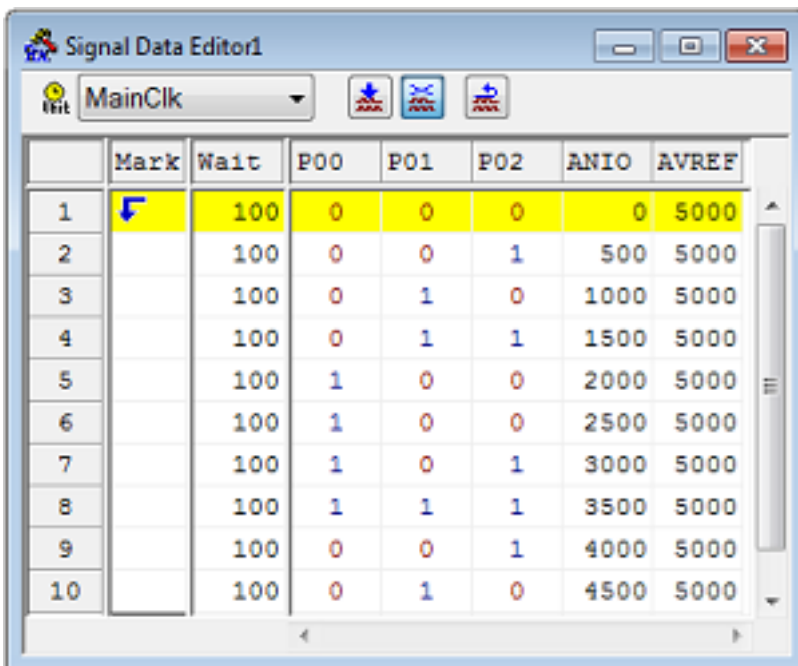 Signal Data Editor1
Unit MainClk
Mark Wait P00 P01 P02 ANI0 AVREF
1 100 0 0 0 0 5000
2 100 0 0 1 500 5000
3 100 0 1 0 1000 5000
4 100 0 1 1 1500 5000
5 100 1 0 0 2000 5000
6 100 1 0 0 2500 5000
7 100 1 0 1 3000 5000
8 100 1 1 1 3500 5000
9 100 0 0 1 4000 5000
10 100 0 1 0 4500 5000